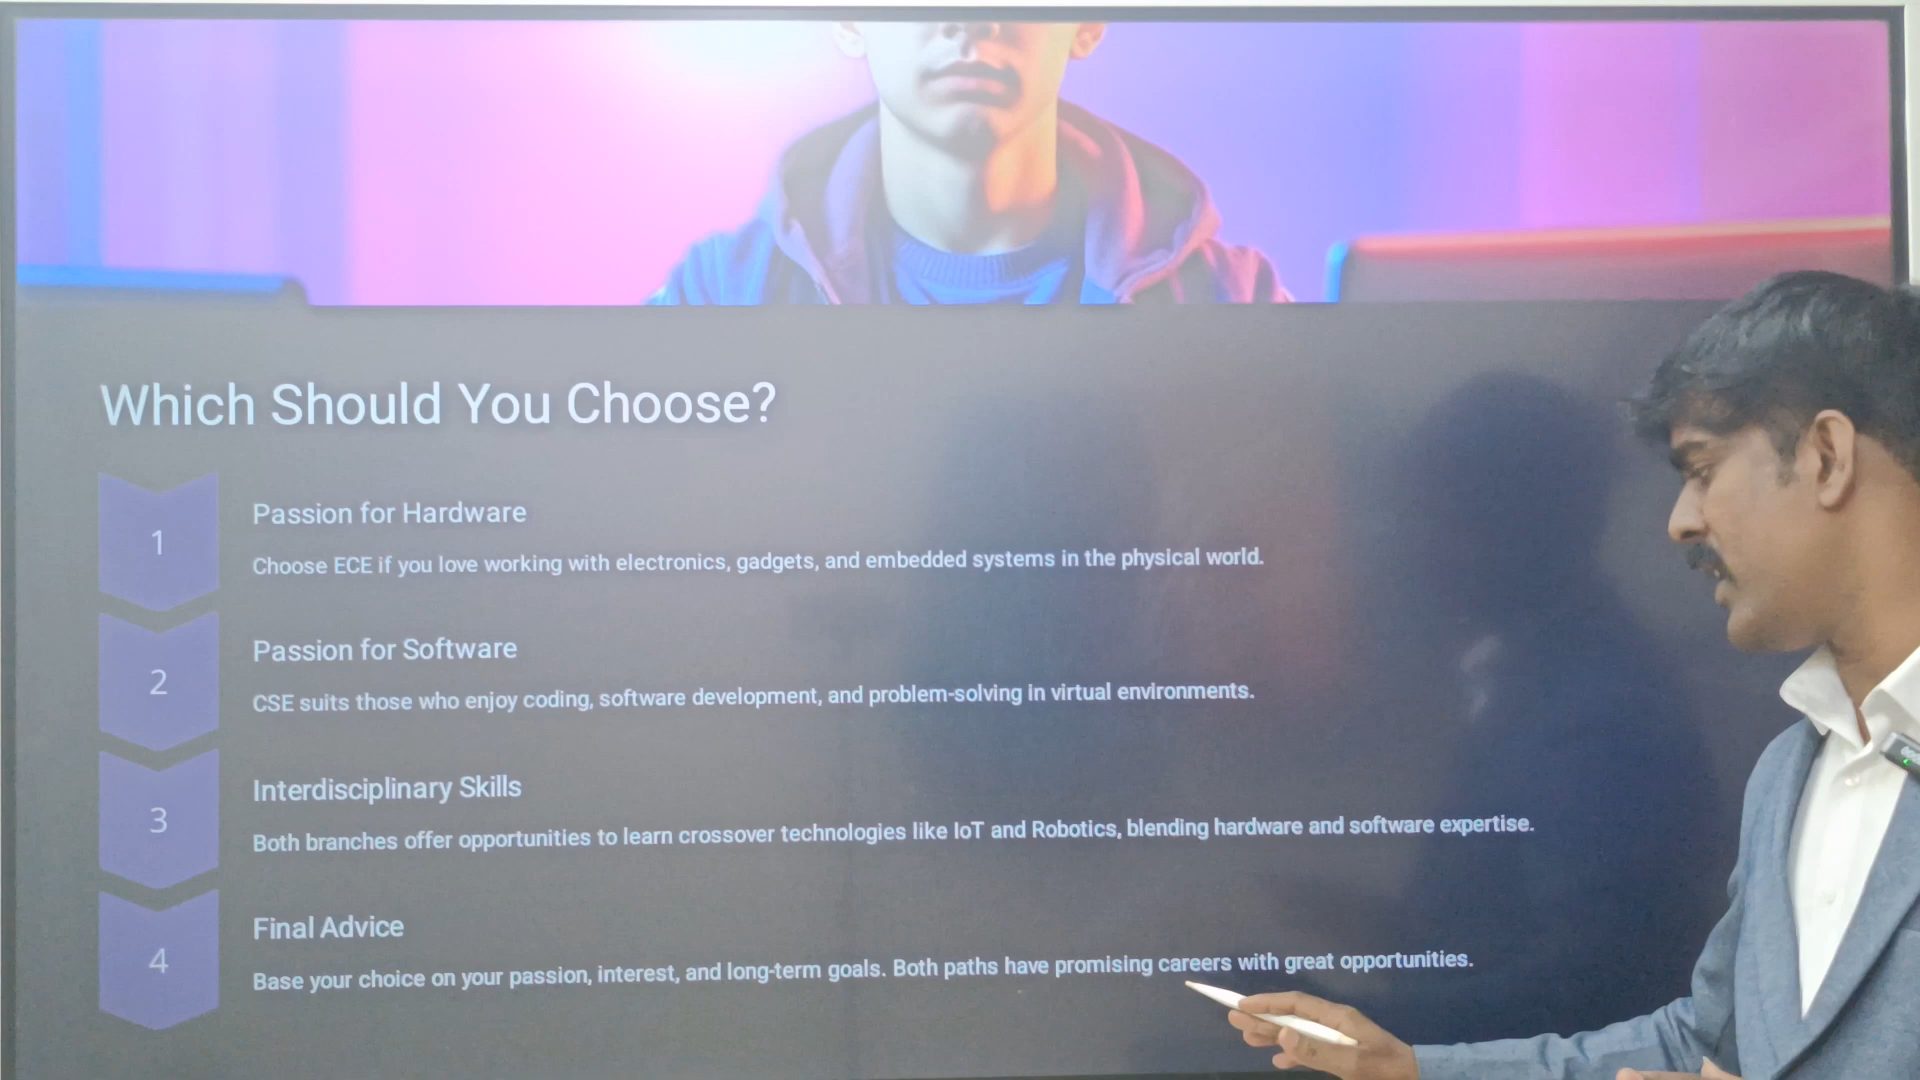 Which Should You Choose?
1
Passion for Hardware
Choose ECE if you love working with electronics, gadgets, and embedded systems in the physical world.
2
Passion for Software
CSE suits those who enjoy coding, software development, and problem-solving in virtual environments.
3
Interdisciplinary Skills
Both branches offer opportunities to learn crossover technologies like IoT and Robotics, blending hardware and software expertise.
4
Final Advice
Base your choice on your passion, interest, and long-term goals. Both paths have promising careers with great opportunities.